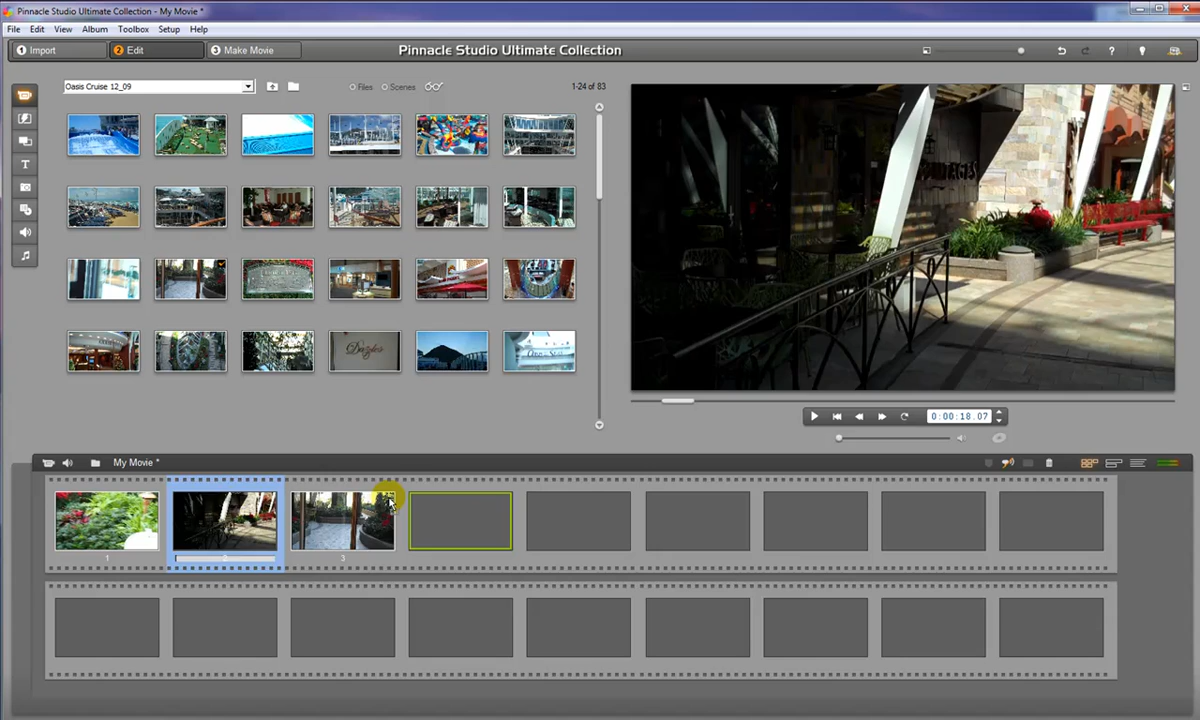 Pinnacle Studio Ultimate Collection - My Movie *
File Edit View Album Toolbox Setup Help
1 Import 2 Edit 3 Make Movie Pinnacle Studio Ultimate Collection ?
Oasis Cruise 12_09 Files Scenes 1-24 of 83
T
Dazzles
0:00:18.07
My Movie *
1 2 3